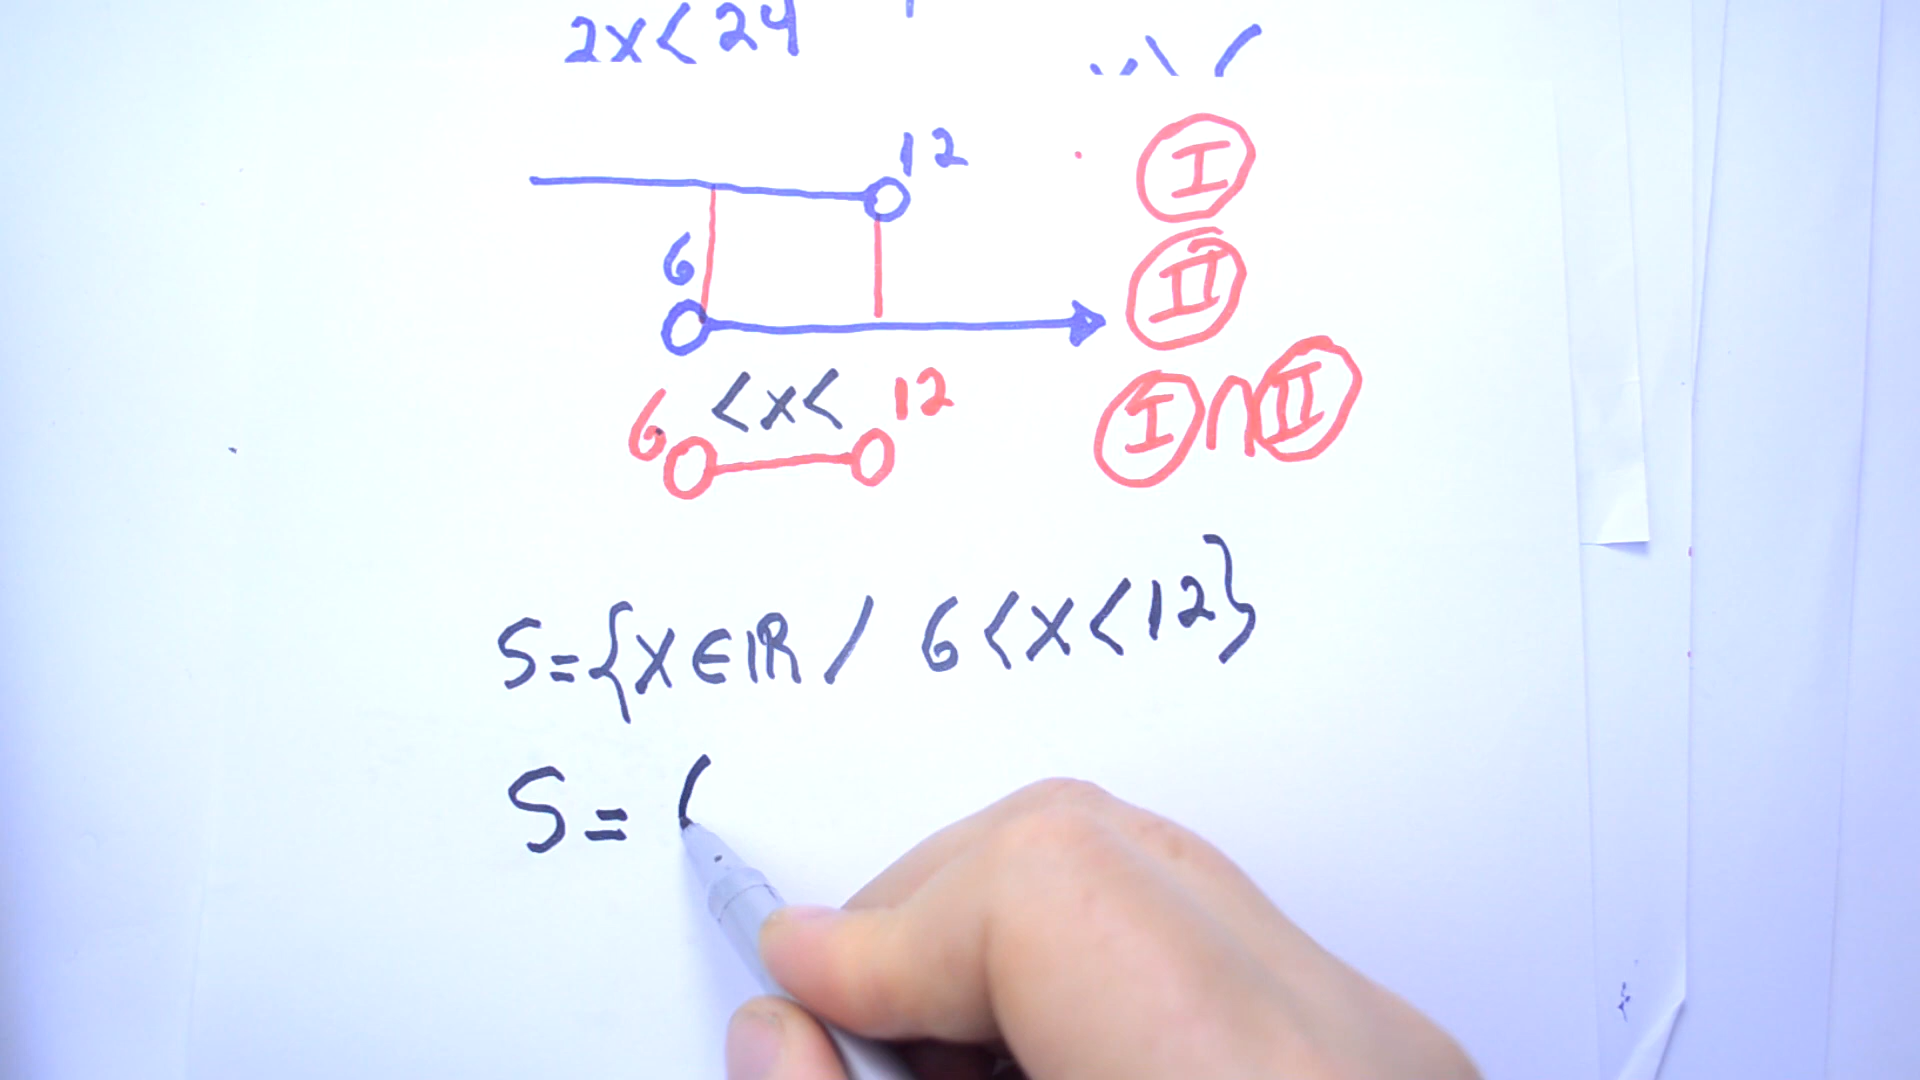 2x<24
12
I
6
II
6 <x< 12
I∩II
S={x∈ℝ / 6<x<12}
S= (